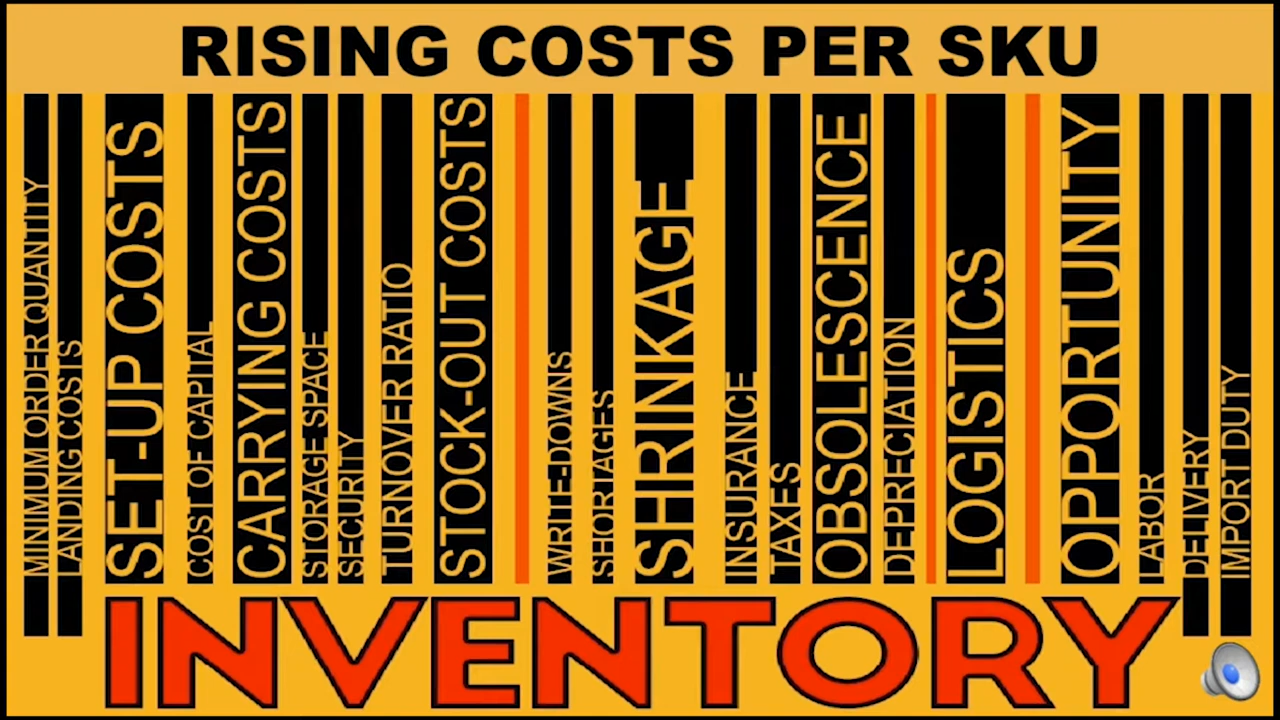 RISING COSTS PER SKU
MINIMUM ORDER QUANTITY
LANDING COSTS
SET-UP COSTS
COST OF CAPITAL
CARRYING COSTS
STORAGE SPACE
SECURITY
TURNOVER RATIO
STOCK-OUT COSTS
WRITE-DOWNS
SHORTAGES
SHRINKAGE
INSURANCE
TAXES
OBSOLESCENCE
DEPRECIATION
LOGISTICS
OPPORTUNITY
LABOR
DELIVERY
IMPORT DUTY
INVENTORY